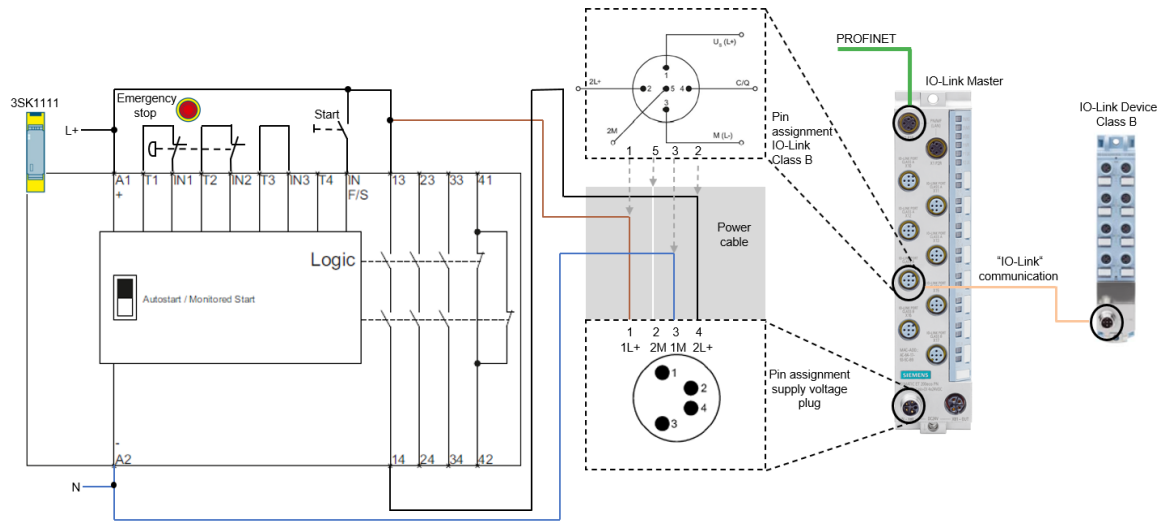 3SK1111
L+
Emergency
stop
Start
A1
+
T1
IN1
T2
IN2
T3
IN3
T4
IN
F/S
13
23
33
41
Logic
Autostart / Monitored Start
-
A2
N
14
24
34
42
1
2
5
4
3
2L+
C/Q
2M
M (L-)
1 5 3 2
Pin
assignment
IO-Link
Class B
Power
cable
1 2 3 4
1L+ 2M 1M 2L+
1
2
4
3
Pin assignment
supply voltage
plug
PROFINET
IO-Link Master
SIEMENS
"IO-Link"
communication
IO-Link Device
Class B